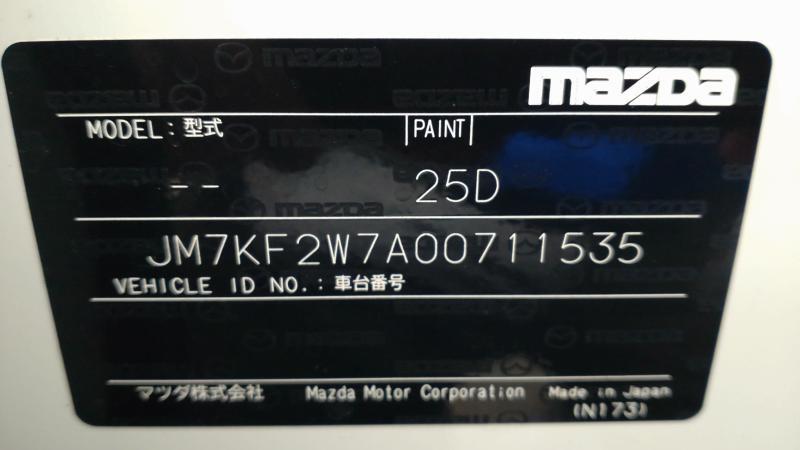 mazda
MODEL: 型式 PAINT
-- 25D
JM7KF2W7A00711535
VEHICLE ID NO.: 車台番号
マツダ株式会社 Mazda Motor Corporation Made in Japan
(N173)